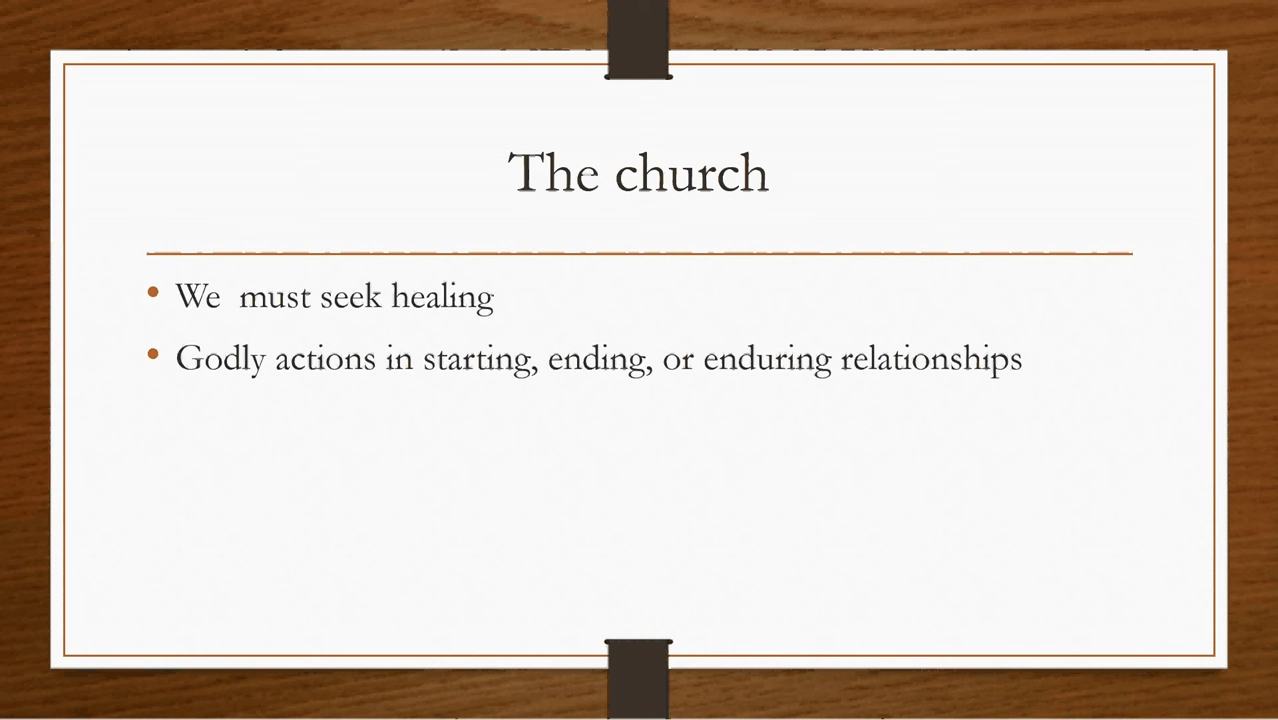 The church
• We  must seek healing
• Godly actions in starting, ending, or enduring relationships